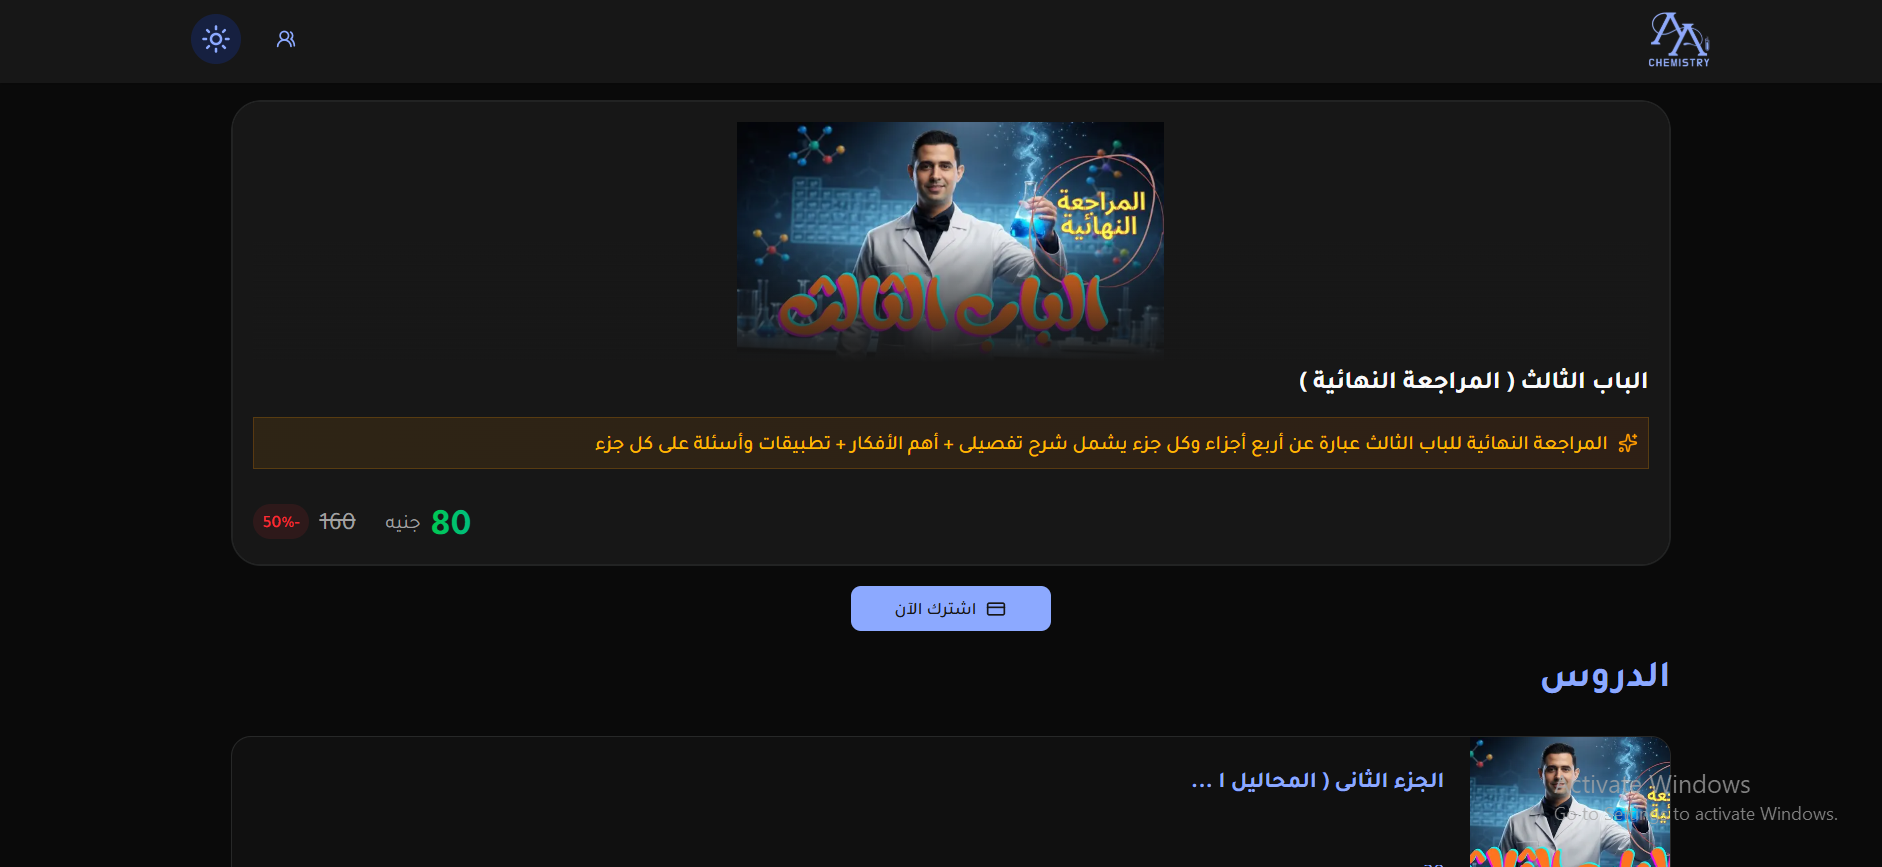 AA
CHEMISTRY
المراجعة
النهائية
الباب الثالث
الباب الثالث ( المراجعة النهائية )
المراجعة النهائية للباب الثالث عبارة عن أربع أجزاء وكل جزء يشمل شرح تفصيلى + أهم الأفكار + تطبيقات وأسئلة على كل جزء
80 جنيه 160 -50%
اشترك الآن
الدروس
الجزء الثانى ( المحاليل ا ...
Activate Windows
Go to Settings to activate Windows.